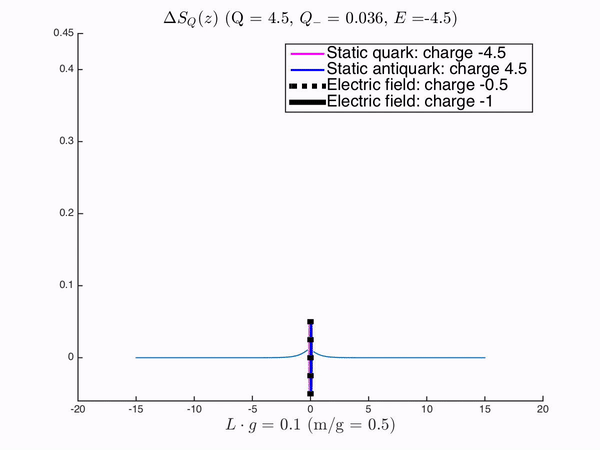 ΔS_Q(z) (Q = 4.5, Q_− = 0.036, E =-4.5)
0.45
0.4
0.3
0.2
0.1
0
Static quark: charge -4.5
Static antiquark: charge 4.5
Electric field: charge -0.5
Electric field: charge -1
-20 -15 -10 -5 0 5 10 15 20
L · g = 0.1 (m/g = 0.5)